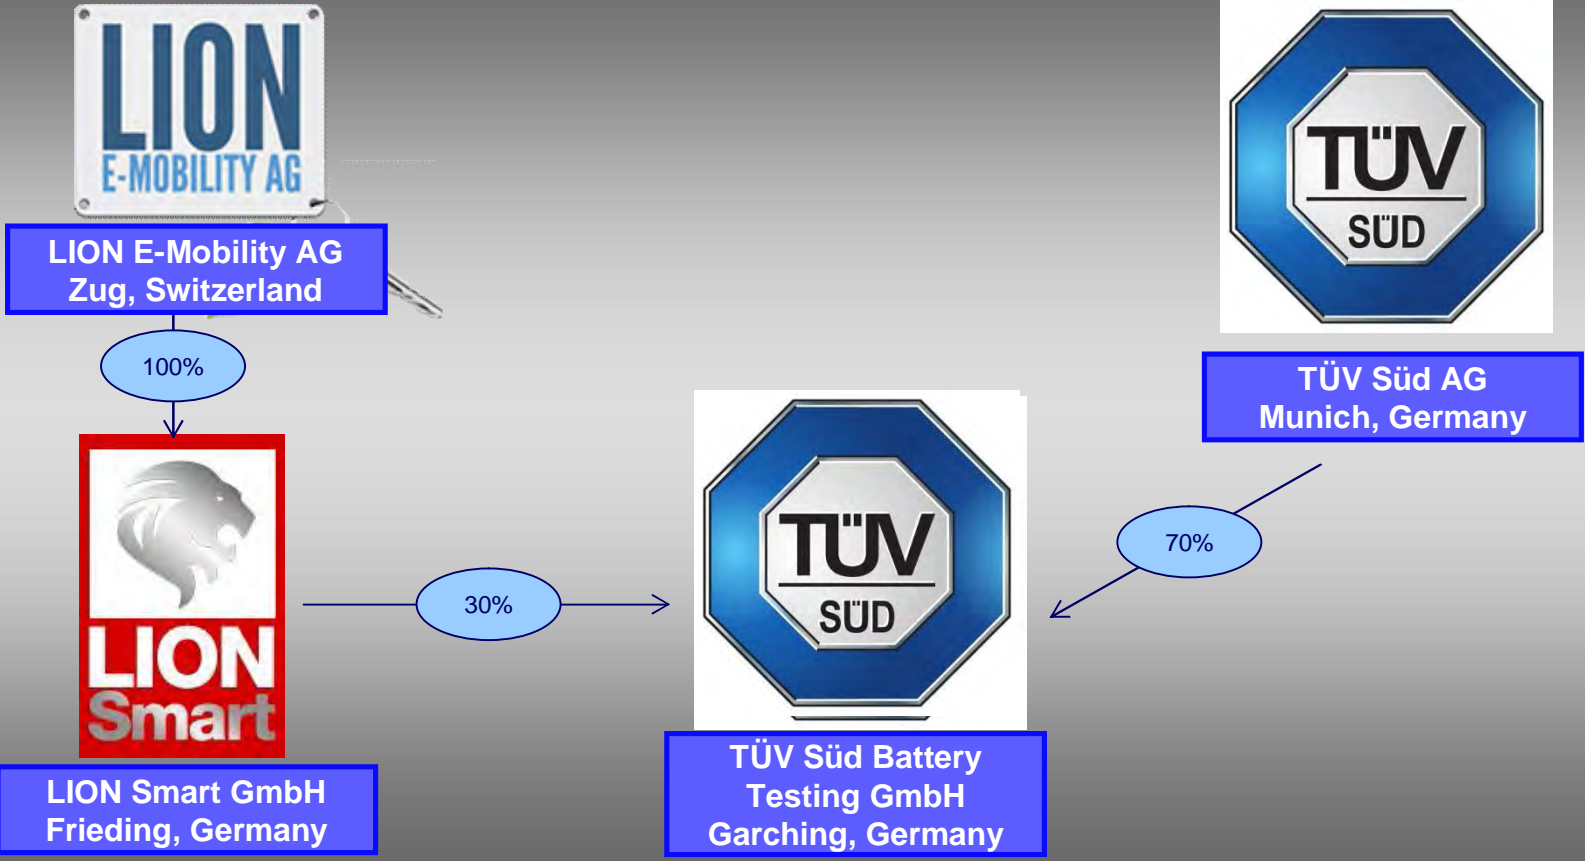 LION
E-MOBILITY AG
LION E-Mobility AG
Zug, Switzerland
100%
LION
Smart
LION Smart GmbH
Frieding, Germany
30%
TÜV
SÜD
TÜV Süd Battery
Testing GmbH
Garching, Germany
70%
TÜV
SÜD
TÜV Süd AG
Munich, Germany